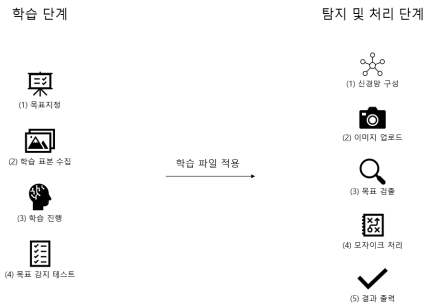 학습 단계
탐지 및 처리 단계
(1) 목표지정
(2) 학습 표본 수집
(3) 학습 진행
(4) 목표 감지 테스트
학습 파일 적용
(1) 신경망 구성
(2) 이미지 업로드
(3) 목표 검출
(4) 모자이크 처리
(5) 결과 출력